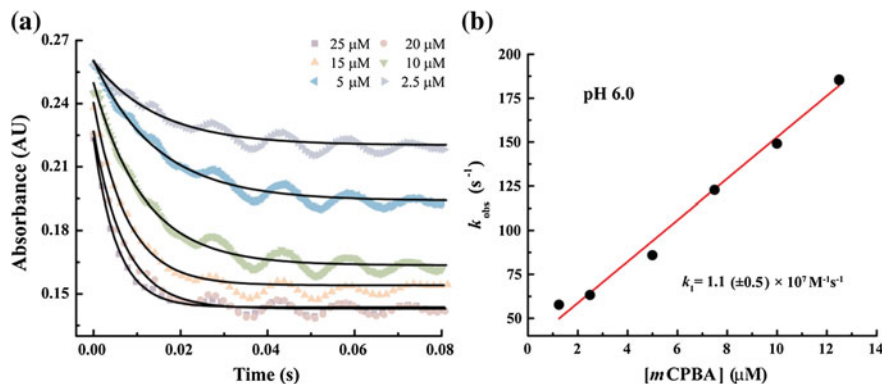 (a)
0.27
0.24
0.21
0.18
0.15
Absorbance (AU)
25 μM 20 μM
15 μM 10 μM
5 μM 2.5 μM
0.00 0.02 0.04 0.06 0.08
Time (s)
(b)
200
175
150
125
100
75
50
k obs (s⁻¹)
pH 6.0
k₁= 1.1 (±0.5) × 10⁷ M⁻¹s⁻¹
0 2 4 6 8 10 12 14
[mCPBA] (μM)